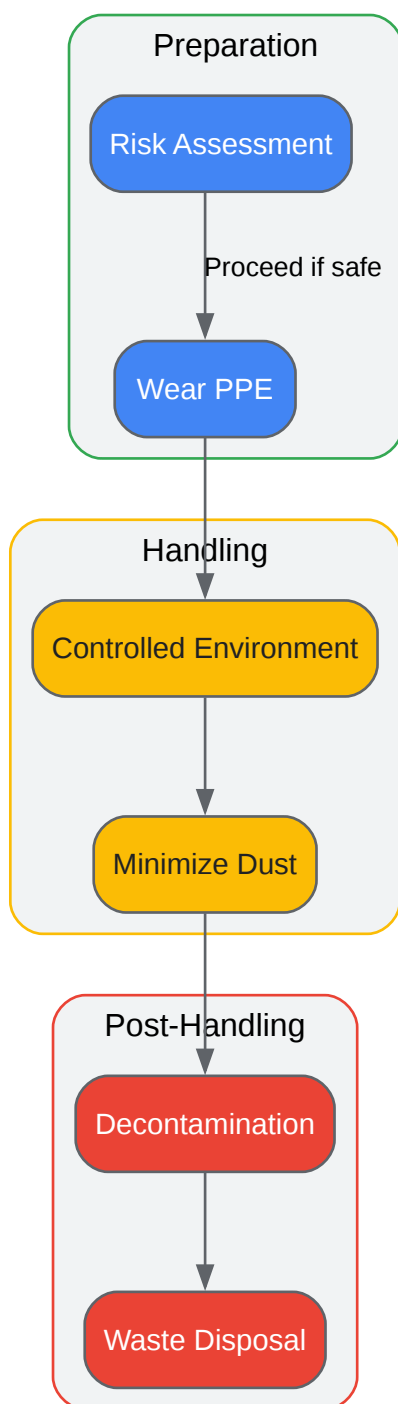 Preparation
Risk Assessment
Proceed if safe
Wear PPE
Handling
Controlled Environment
Minimize Dust
Post-Handling
Decontamination
Waste Disposal